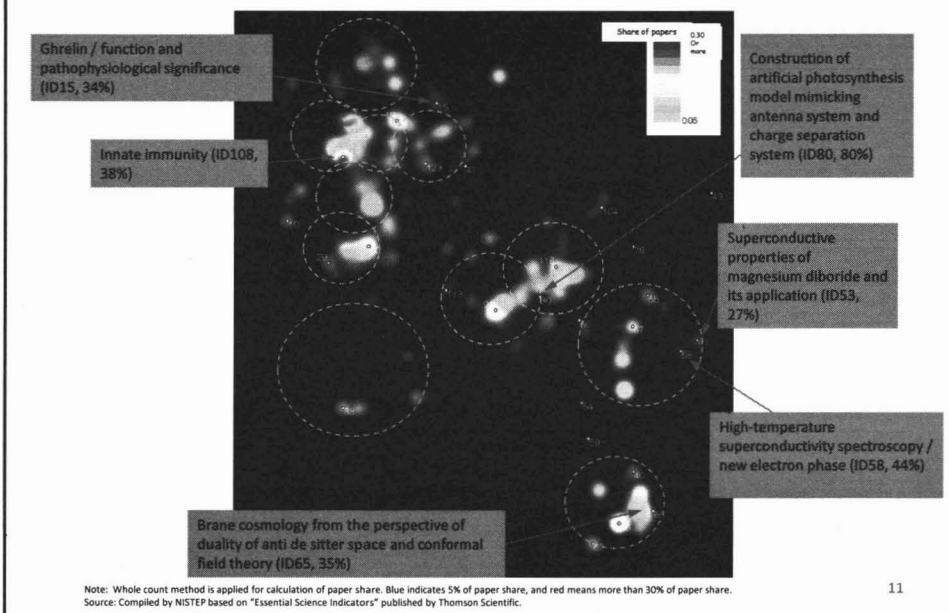 Ghrelin / function and
pathophysiological significance
(ID15, 34%)
Share of papers
0.30
Or
more
0.05
Construction of
artificial photosynthesis
model mimicking
antenna system and
charge separation
system (ID80, 80%)
Innate immunity (ID108,
38%)
Superconductive
properties of
magnesium diboride and
its application (ID53,
27%)
High-temperature
superconductivity spectroscopy /
new electron phase (ID58, 44%)
Brane cosmology from the perspective of
duality of anti de sitter space and conformal
field theory (ID65, 35%)
Note: Whole count method is applied for calculation of paper share. Blue indicates 5% of paper share, and red means more than 30% of paper share.
Source: Compiled by NISTEP based on "Essential Science Indicators" published by Thomson Scientific.
11